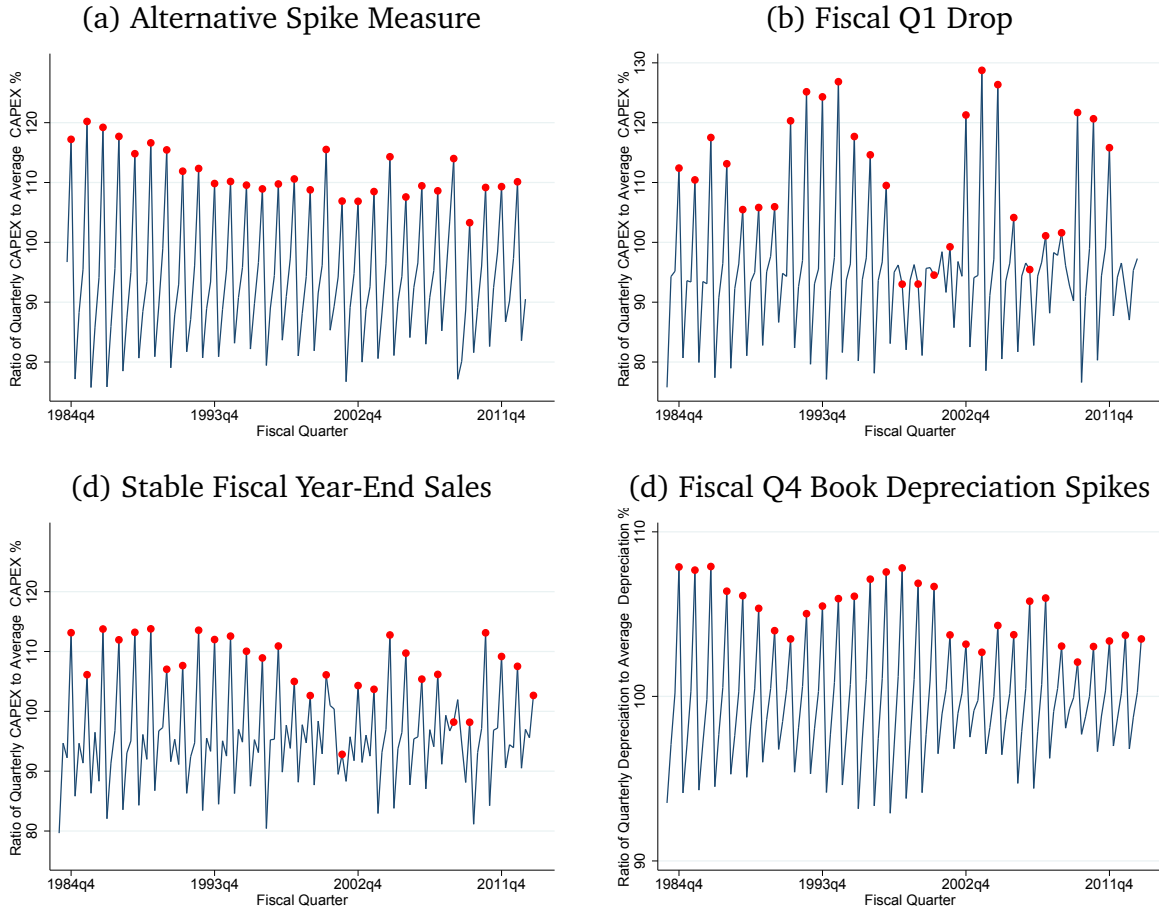 (a) Alternative Spike Measure
Ratio of Quarterly CAPEX to Average CAPEX %
120
110
100
90
80
1984q4 1993q4 2002q4 2011q4
Fiscal Quarter
(b) Fiscal Q1 Drop
Ratio of Quarterly CAPEX to Average CAPEX %
130
120
110
100
90
80
1984q4 1993q4 2002q4 2011q4
Fiscal Quarter
(d) Stable Fiscal Year-End Sales
Ratio of Quarterly CAPEX to Average CAPEX %
120
110
100
90
80
1984q4 1993q4 2002q4 2011q4
Fiscal Quarter
(d) Fiscal Q4 Book Depreciation Spikes
Ratio of Quarterly Depreciation to Average Depreciation %
110
100
90
1984q4 1993q4 2002q4 2011q4
Fiscal Quarter